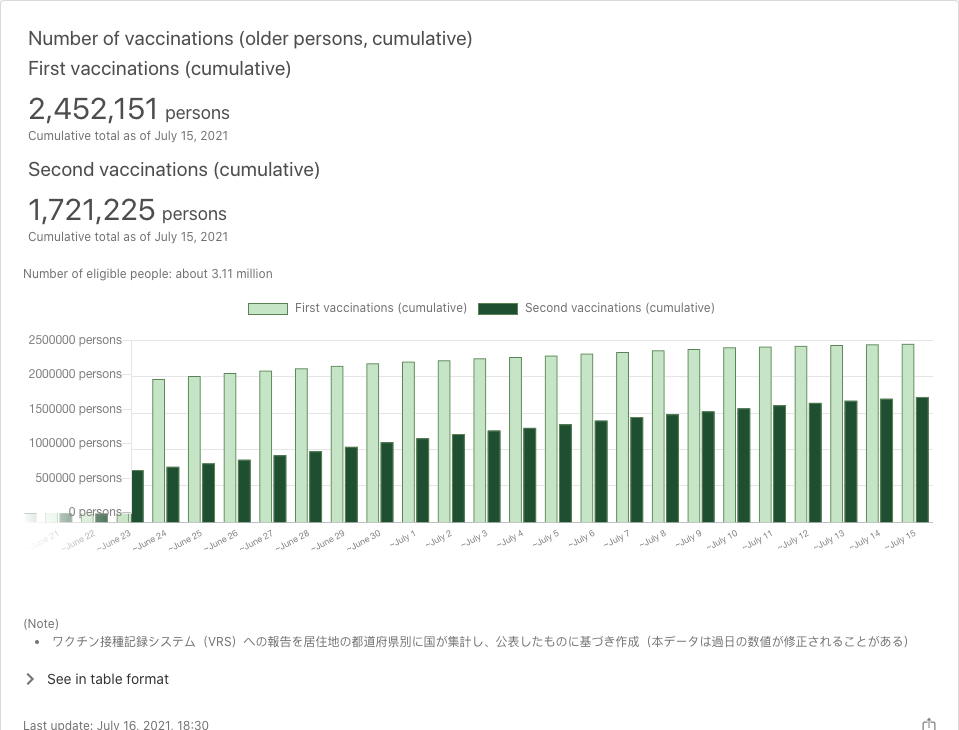 Number of vaccinations (older persons, cumulative)
First vaccinations (cumulative)
2,452,151 persons
Cumulative total as of July 15, 2021
Second vaccinations (cumulative)
1,721,225 persons
Cumulative total as of July 15, 2021
Number of eligible people: about 3.11 million
First vaccinations (cumulative) Second vaccinations (cumulative)
2500000 persons
2000000 persons
1500000 persons
1000000 persons
500000 persons
0 persons
~June 21 ~June 22 ~June 23 ~June 24 ~June 25 ~June 26 ~June 27 ~June 28 ~June 29 ~June 30 ~July 1 ~July 2 ~July 3 ~July 4 ~July 5 ~July 6 ~July 7 ~July 8 ~July 9 ~July 10 ~July 11 ~July 12 ~July 13 ~July 14 ~July 15
(Note)
• ワクチン接種記録システム（VRS）への報告を居住地の都道府県別に国が集計し、公表したものに基づき作成（本データは過日の数値が修正されることがある）
See in table format
Last update: July 16, 2021, 18:30